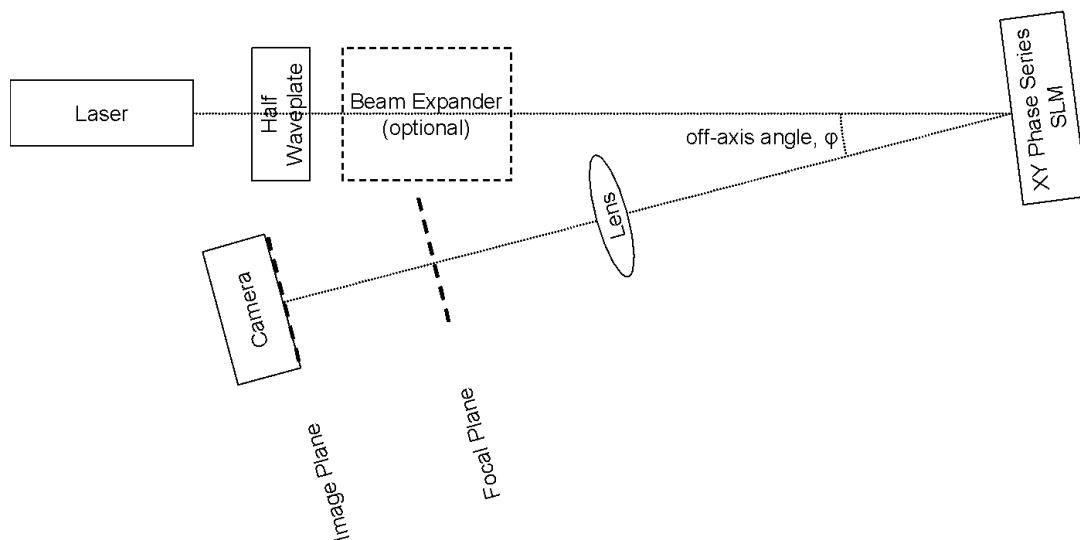 Laser
Half
Waveplate
Beam Expander
(optional)
off-axis angle, φ
XY Phase Series
SLM
Lens
Camera
Image Plane
Focal Plane